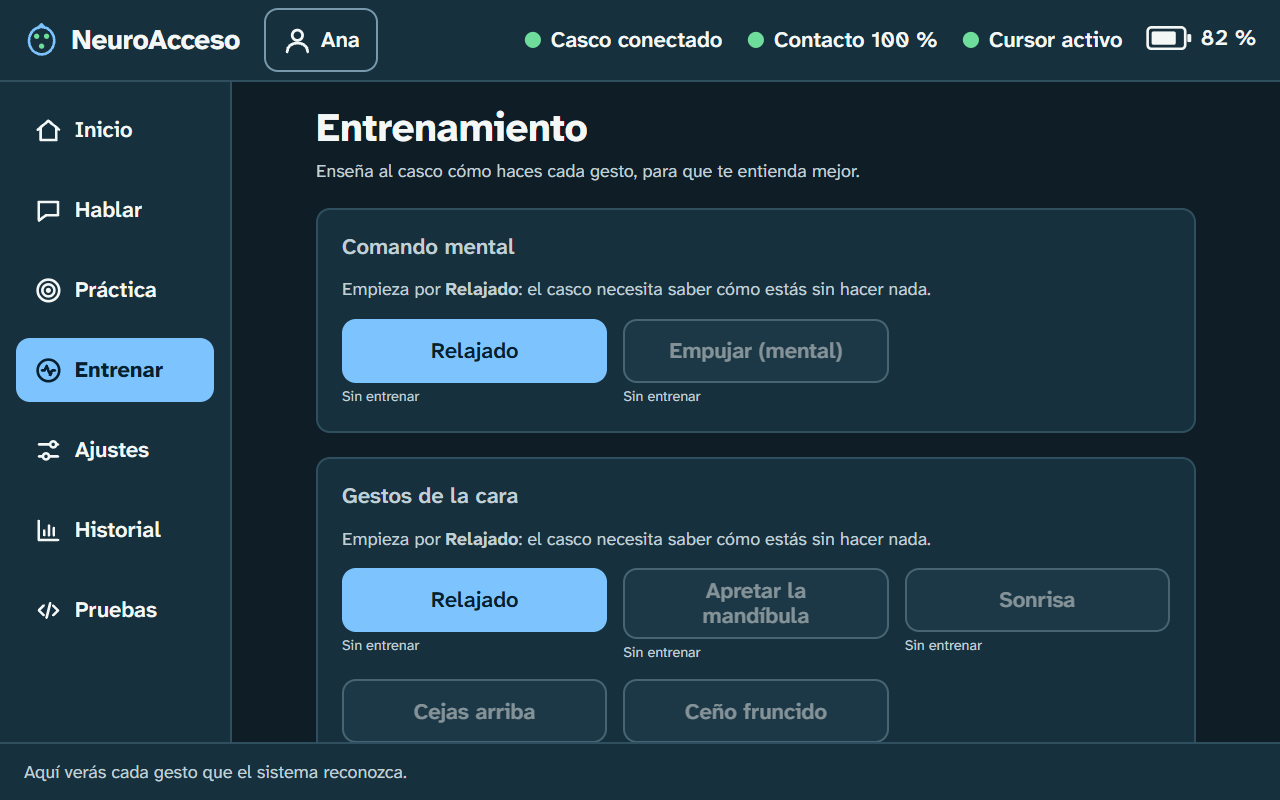 NeuroAcceso
Ana
Casco conectado
Contacto 100 %
Cursor activo
82 %
Inicio
Hablar
Práctica
Entrenar
Ajustes
Historial
Pruebas
Entrenamiento
Enseña al casco cómo haces cada gesto, para que te entienda mejor.
Comando mental
Empieza por Relajado: el casco necesita saber cómo estás sin hacer nada.
Relajado
Sin entrenar
Empujar (mental)
Sin entrenar
Gestos de la cara
Empieza por Relajado: el casco necesita saber cómo estás sin hacer nada.
Relajado
Sin entrenar
Apretar la
mandíbula
Sin entrenar
Sonrisa
Sin entrenar
Cejas arriba
Ceño fruncido
Aquí verás cada gesto que el sistema reconozca.